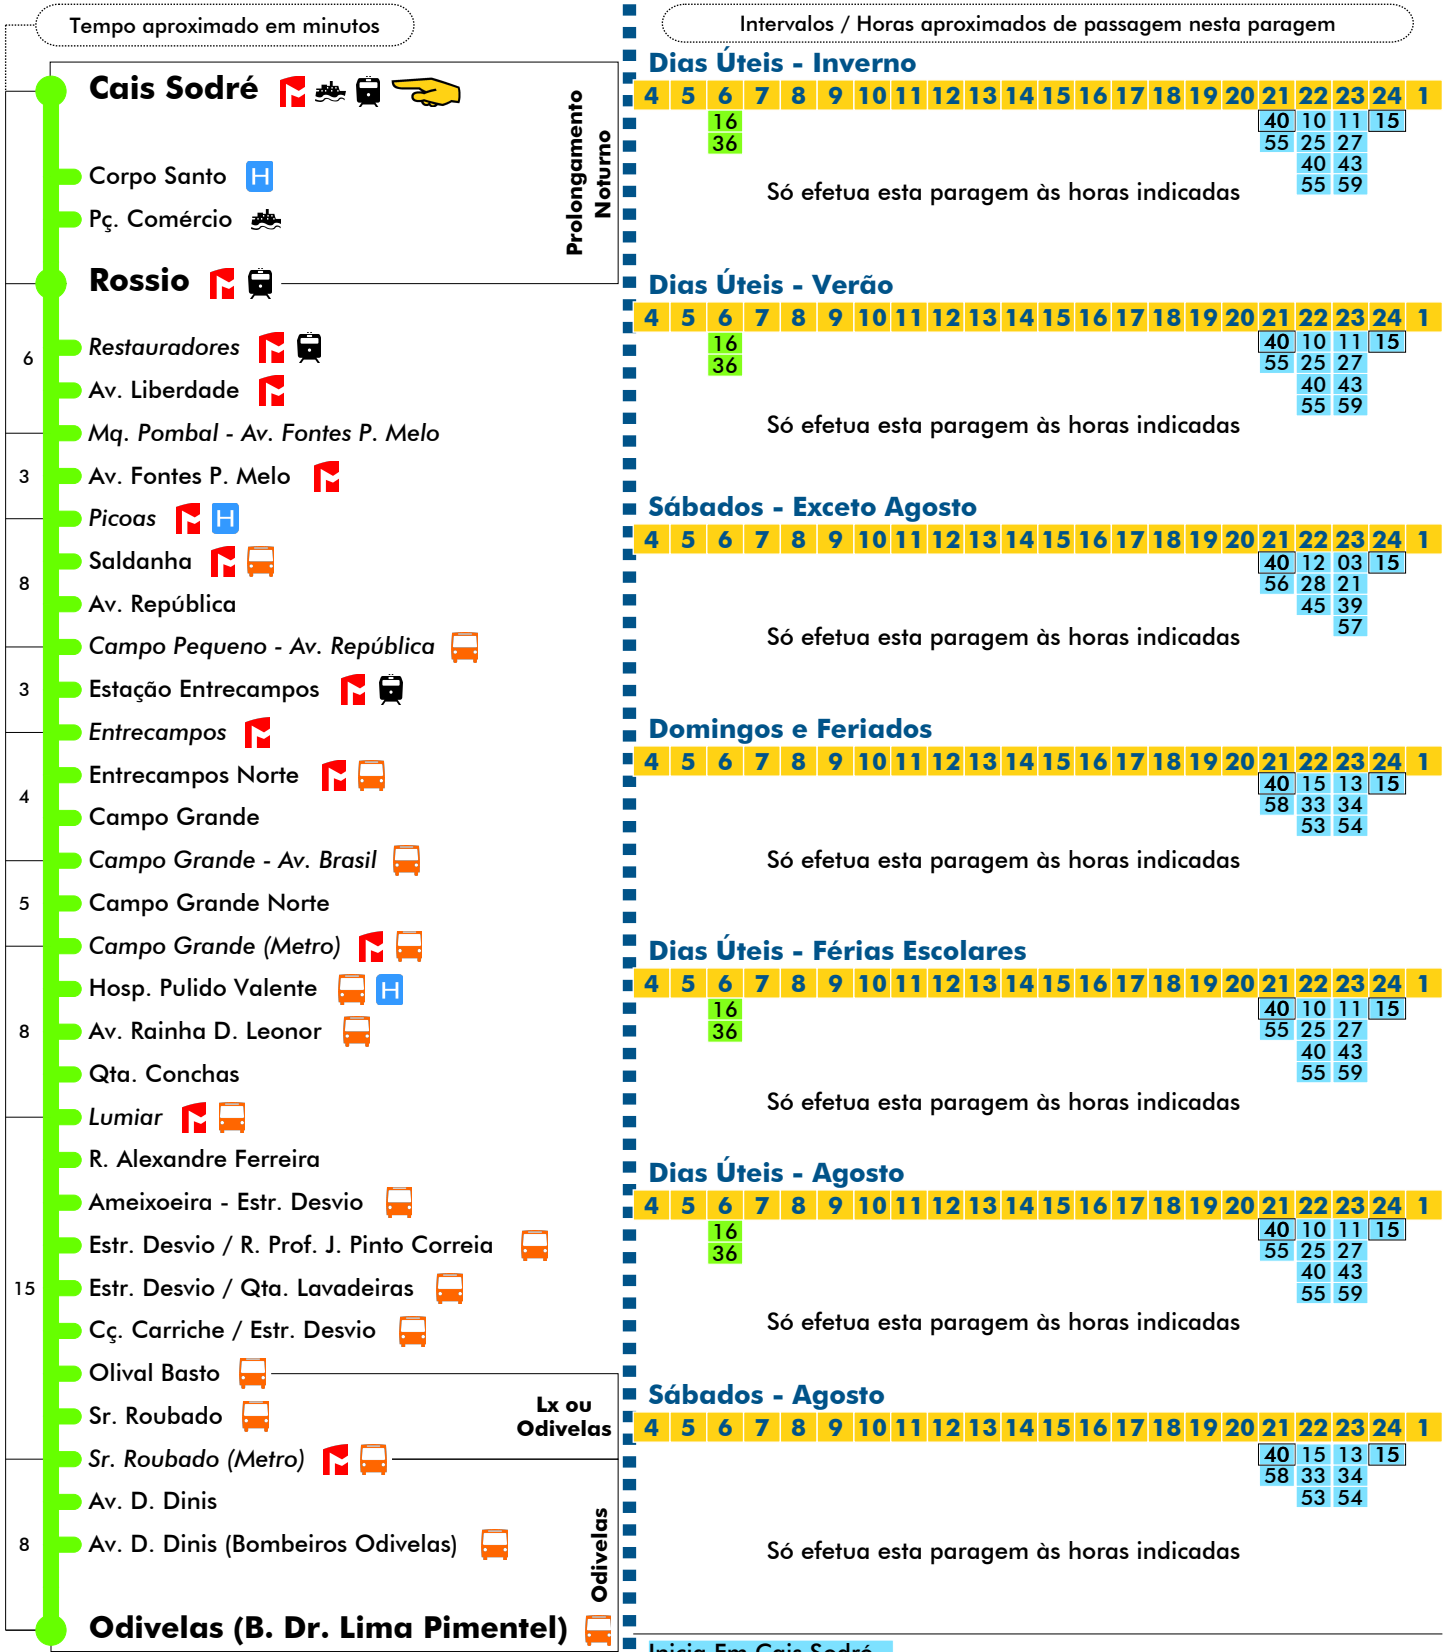 Tempo aproximado em minutos
Cais Sodré
Corpo Santo H
Pç. Comércio
Prolongamento
Noturno
Rossio
Restauradores
6
Av. Liberdade
Mq. Pombal - Av. Fontes P. Melo
3
Av. Fontes P. Melo
Picoas H
Saldanha
8
Av. República
Campo Pequeno - Av. República
3
Estação Entrecampos
Entrecampos
Entrecampos Norte
4
Campo Grande
Campo Grande - Av. Brasil
5
Campo Grande Norte
Campo Grande (Metro)
Hosp. Pulido Valente H
8
Av. Rainha D. Leonor
Qta. Conchas
Lumiar
R. Alexandre Ferreira
Ameixoeira - Estr. Desvio
Estr. Desvio / R. Prof. J. Pinto Correia
15
Estr. Desvio / Qta. Lavadeiras
Cç. Carriche / Estr. Desvio
Olival Basto
Sr. Roubado
Lx ou
Odivelas
Sr. Roubado (Metro)
Av. D. Dinis
8
Av. D. Dinis (Bombeiros Odivelas)
Odivelas
Odivelas (B. Dr. Lima Pimentel)
Intervalos / Horas aproximados de passagem nesta paragem
Dias Úteis - Inverno
4 5 6 7 8 9 10 11 12 13 14 15 16 17 18 19 20 21 22 23 24 1
16 40 10 11 15
36 55 25 27
40 43
55 59
Só efetua esta paragem às horas indicadas
Dias Úteis - Verão
4 5 6 7 8 9 10 11 12 13 14 15 16 17 18 19 20 21 22 23 24 1
16 40 10 11 15
36 55 25 27
40 43
55 59
Só efetua esta paragem às horas indicadas
Sábados - Exceto Agosto
4 5 6 7 8 9 10 11 12 13 14 15 16 17 18 19 20 21 22 23 24 1
40 12 03 15
56 28 21
45 39
57
Só efetua esta paragem às horas indicadas
Domingos e Feriados
4 5 6 7 8 9 10 11 12 13 14 15 16 17 18 19 20 21 22 23 24 1
40 15 13 15
58 33 34
53 54
Só efetua esta paragem às horas indicadas
Dias Úteis - Férias Escolares
4 5 6 7 8 9 10 11 12 13 14 15 16 17 18 19 20 21 22 23 24 1
16 40 10 11 15
36 55 25 27
40 43
55 59
Só efetua esta paragem às horas indicadas
Dias Úteis - Agosto
4 5 6 7 8 9 10 11 12 13 14 15 16 17 18 19 20 21 22 23 24 1
16 40 10 11 15
36 55 25 27
40 43
55 59
Só efetua esta paragem às horas indicadas
Sábados - Agosto
4 5 6 7 8 9 10 11 12 13 14 15 16 17 18 19 20 21 22 23 24 1
40 15 13 15
58 33 34
53 54
Só efetua esta paragem às horas indicadas
Inicia Em Cais Sodré